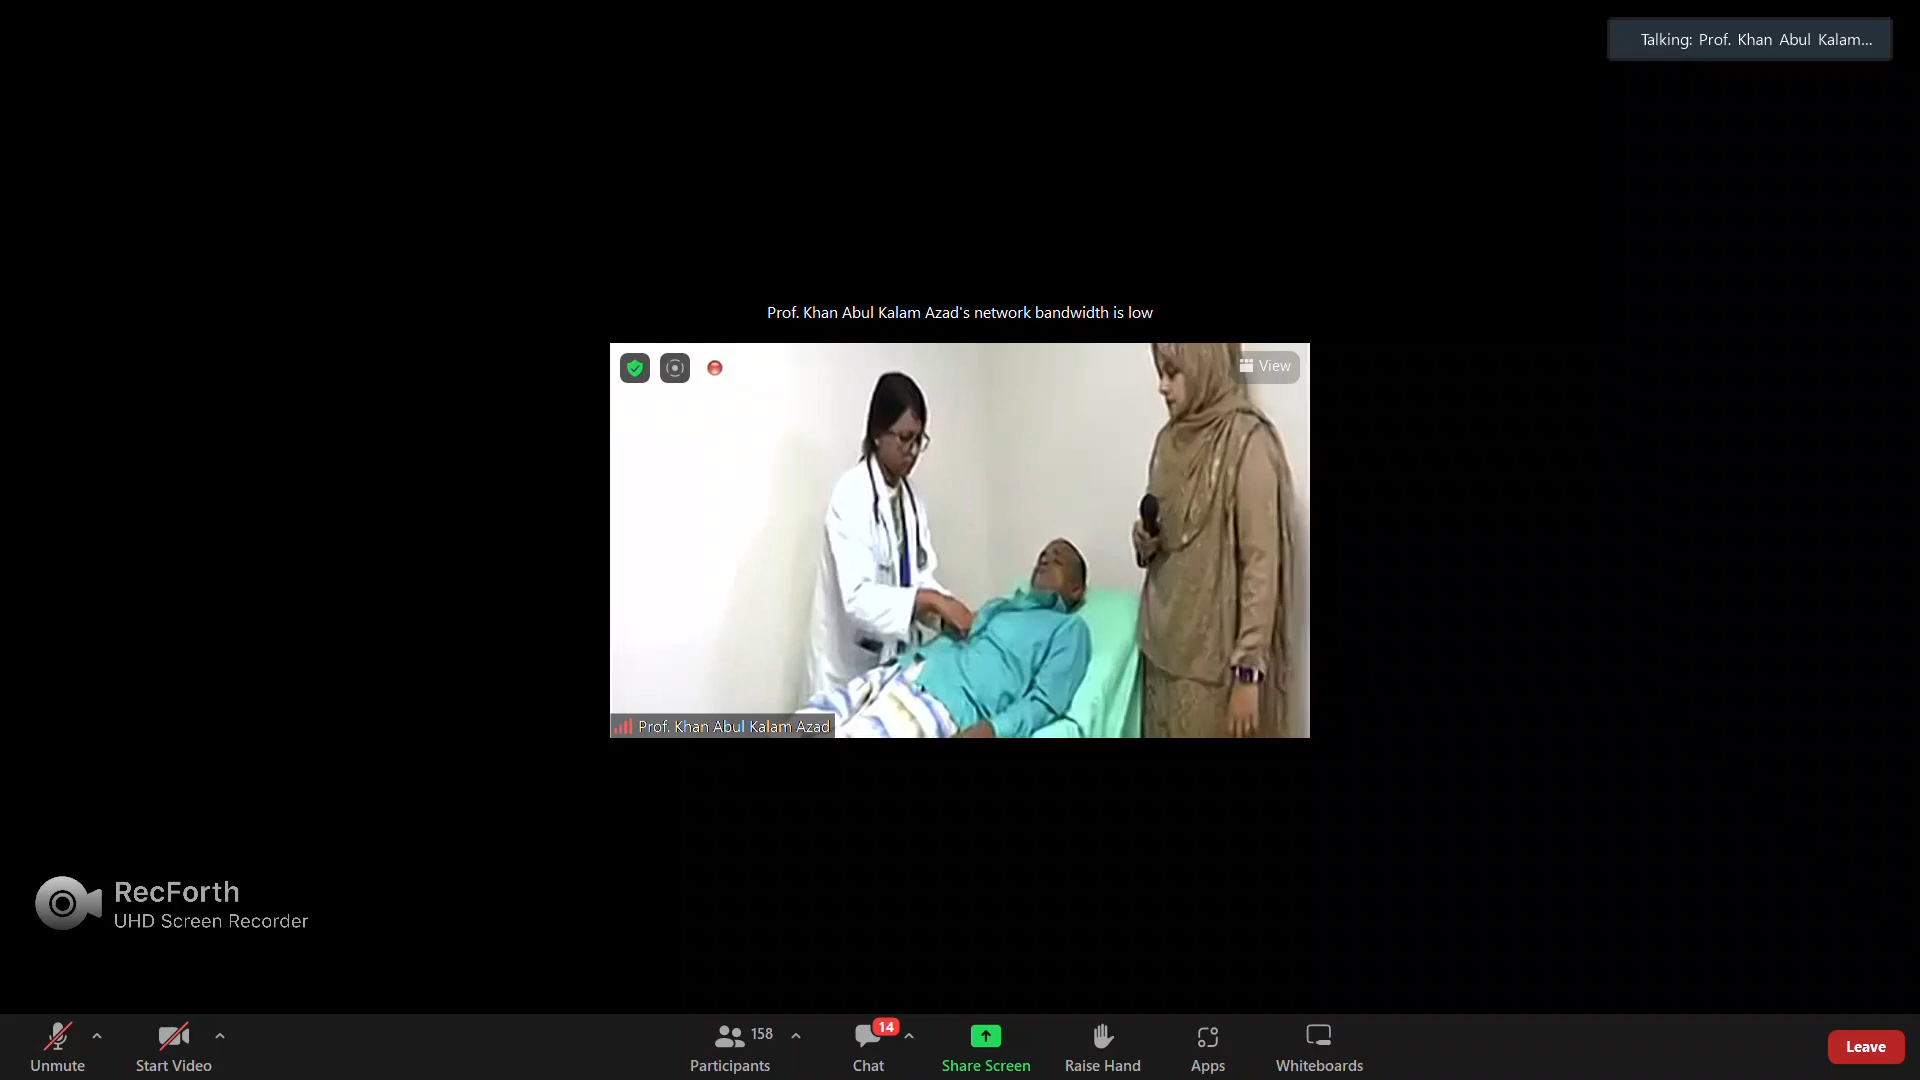 Talking: Prof. Khan Abul Kalam...
Prof. Khan Abul Kalam Azad's network bandwidth is low
View
Prof. Khan Abul Kalam Azad
RecForth
UHD Screen Recorder
Unmute
Start Video
158
Participants
14
Chat
Share Screen
Raise Hand
Apps
Whiteboards
Leave